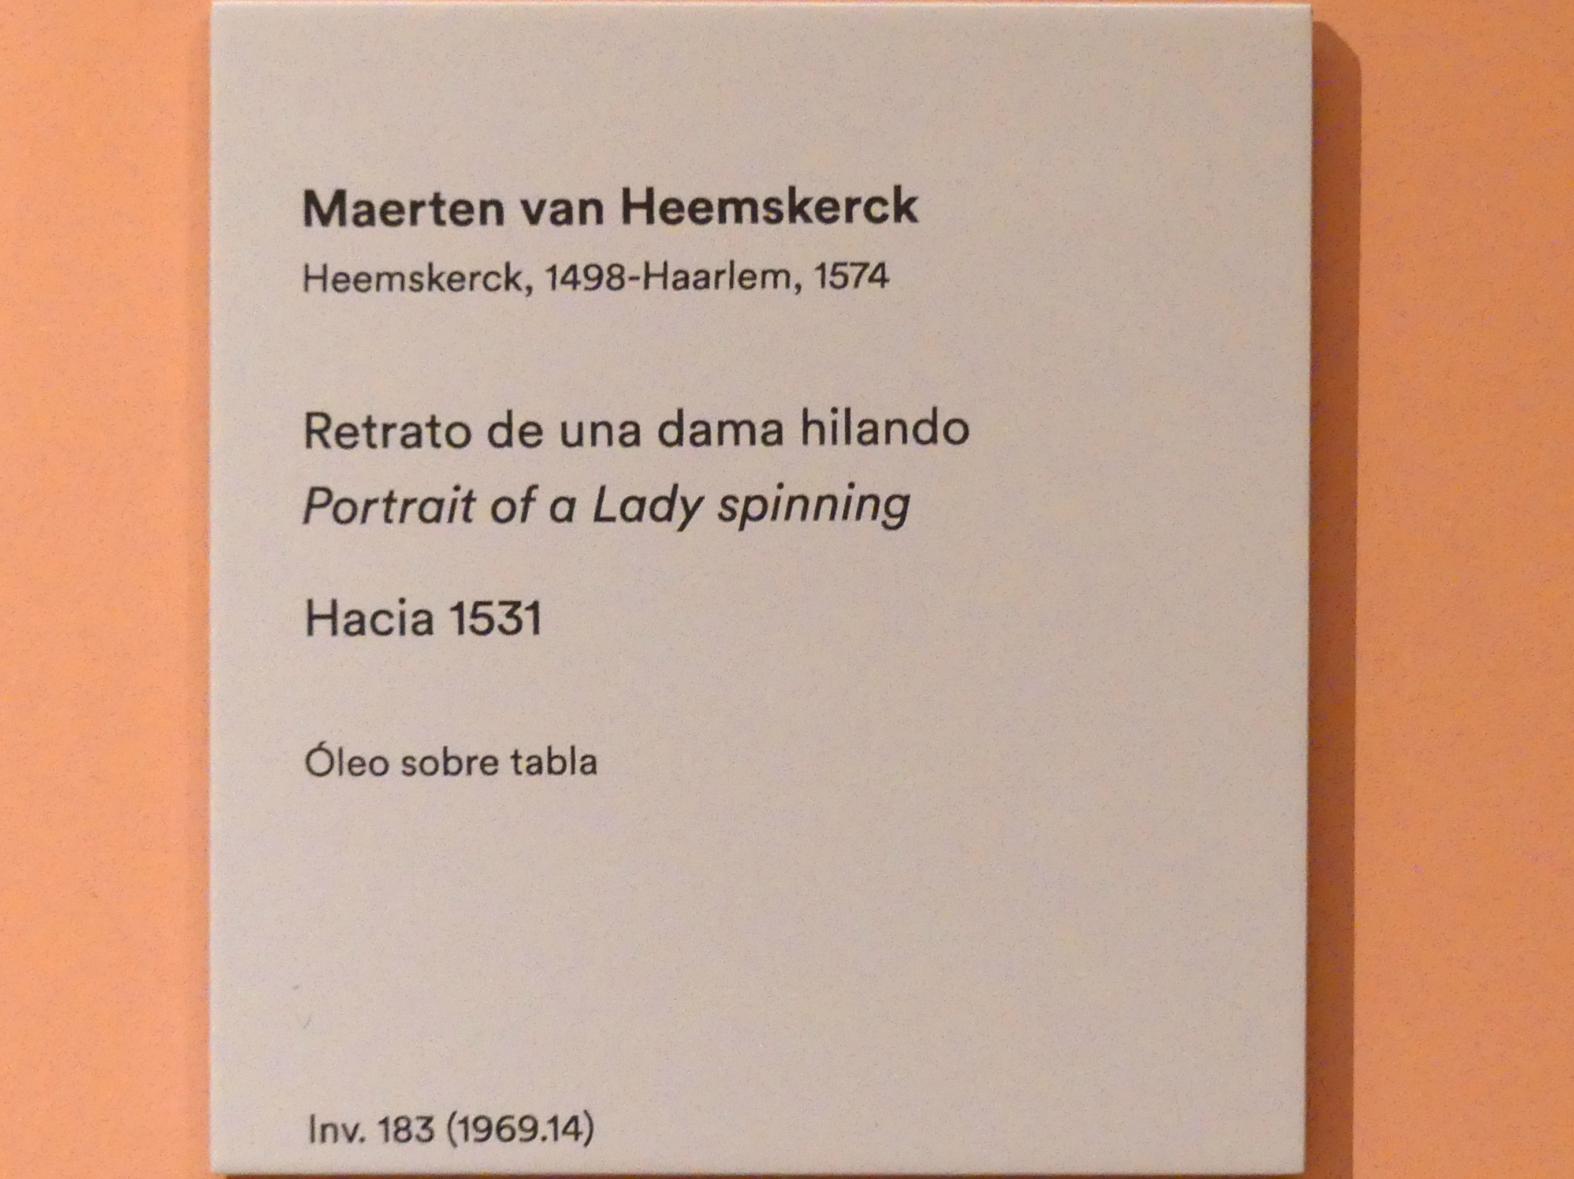 Maerten van Heemskerck
Heemskerck, 1498-Haarlem, 1574
Retrato de una dama hilando
Portrait of a Lady spinning
Hacia 1531
Óleo sobre tabla
Inv. 183 (1969.14)